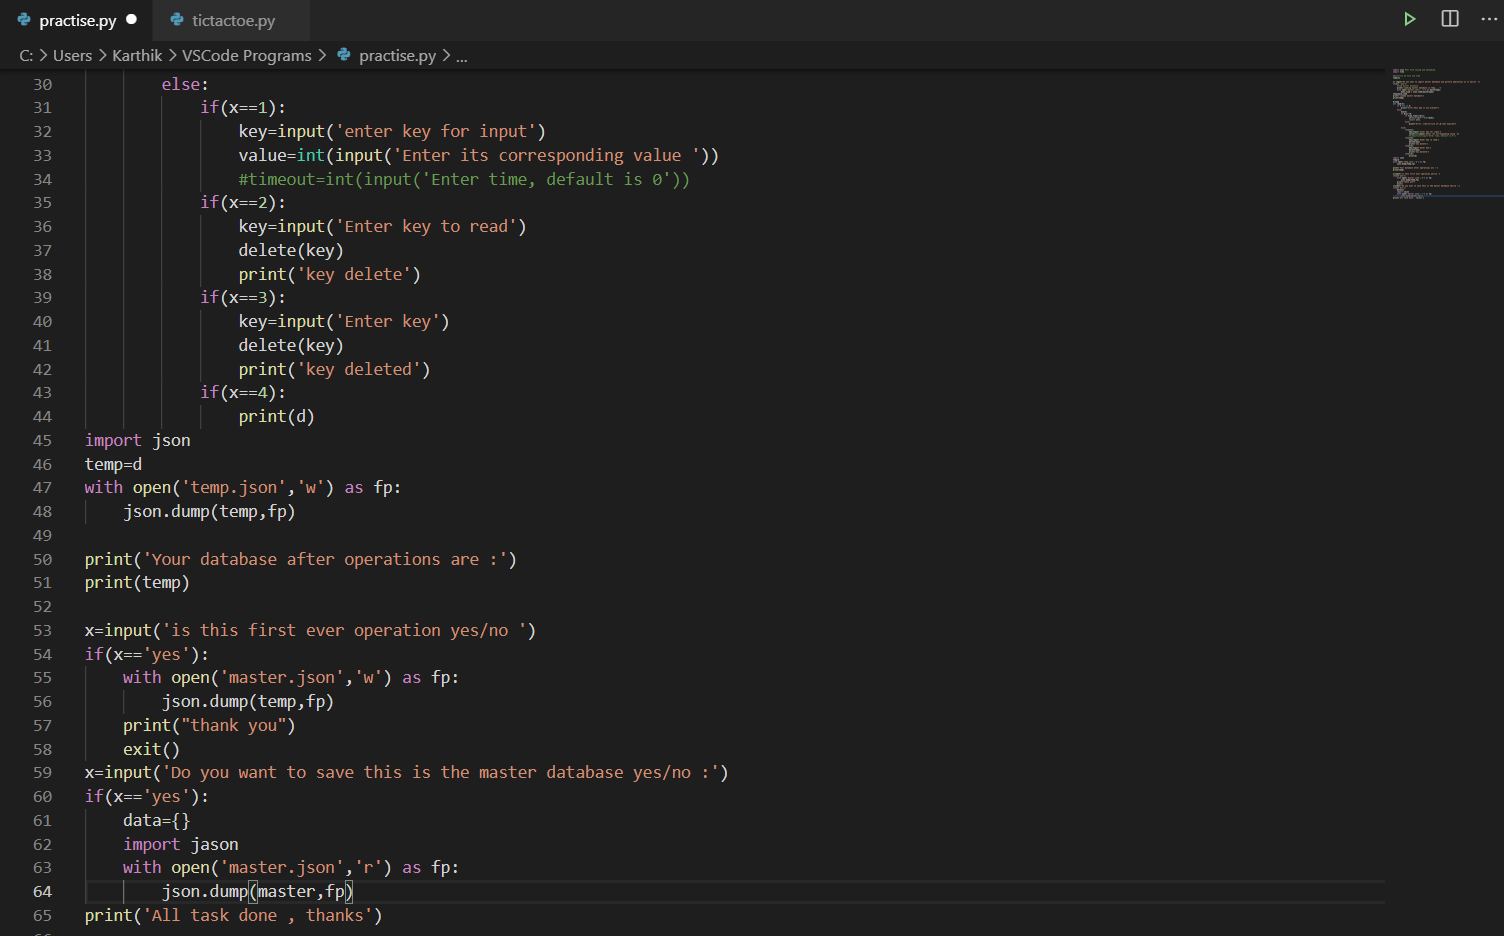 practise.py tictactoe.py
C: > Users > Karthik > VSCode Programs > practise.py > ...
30 else:
31 if(x==1):
32 key=input('enter key for input')
33 value=int(input('Enter its corresponding value '))
34 #timeout=int(input('Enter time, default is 0'))
35 if(x==2):
36 key=input('Enter key to read')
37 delete(key)
38 print('key delete')
39 if(x==3):
40 key=input('Enter key')
41 delete(key)
42 print('key deleted')
43 if(x==4):
44 print(d)
45 import json
46 temp=d
47 with open('temp.json','w') as fp:
48 json.dump(temp,fp)
49
50 print('Your database after operations are :')
51 print(temp)
52
53 x=input('is this first ever operation yes/no ')
54 if(x=='yes'):
55 with open('master.json','w') as fp:
56 json.dump(temp,fp)
57 print("thank you")
58 exit()
59 x=input('Do you want to save this is the master database yes/no :')
60 if(x=='yes'):
61 data={}
62 import jason
63 with open('master.json','r') as fp:
64 json.dump(master,fp)
65 print('All task done , thanks')